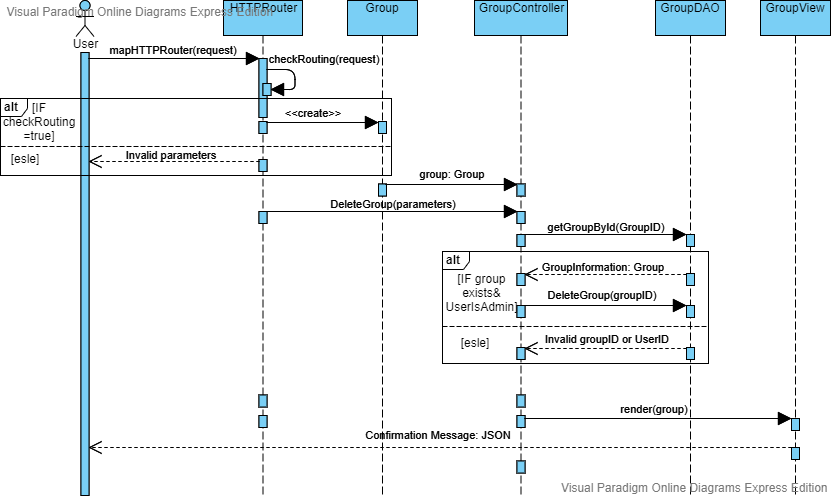 Visual Paradigm Online Diagrams Express Edition
HTTPRouter
Group
GroupController
GroupDAO
GroupView
User
mapHTTPRouter(request)
checkRouting(request)
alt
[IF
checkRouting
=true]
<<create>>
[esle]
Invalid parameters
group: Group
DeleteGroup(parameters)
getGroupById(GroupID)
alt
GroupInformation: Group
[IF group
exists&
UserIsAdmin]
DeleteGroup(groupID)
[esle]
Invalid groupID or UserID
render(group)
Confirmation Message: JSON
Visual Paradigm Online Diagrams Express Edition